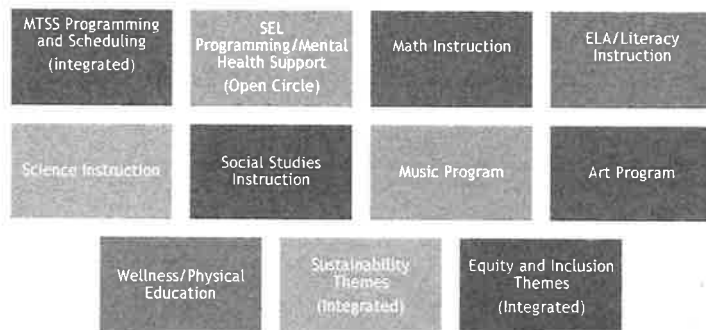 MTSS Programming
and Scheduling
(integrated)
SEL
Programming/Mental
Health Support
(Open Circle)
Math Instruction
ELA/Literacy
Instruction
Science Instruction
Social Studies
Instruction
Music Program
Art Program
Wellness/Physical
Education
Sustainability
Themes
(Integrated)
Equity and Inclusion
Themes
(Integrated)